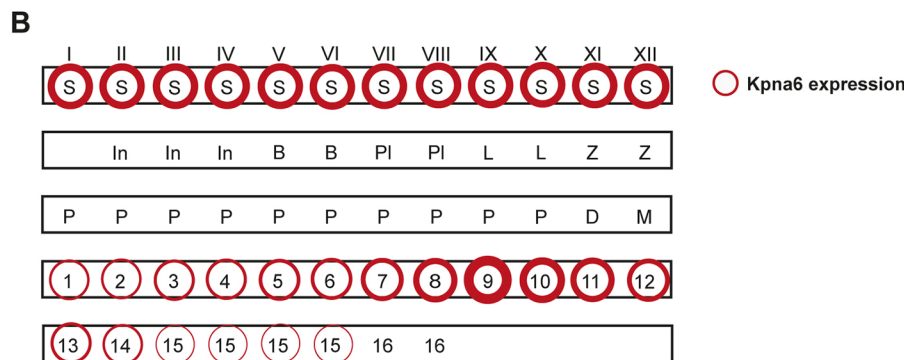 B
I II III IV V VI VII VIII IX X XI XII
S S S S S S S S S S S S
Kpna6 expression
In In In B B Pl Pl L L Z Z
P P P P P P P P P P D M
1 2 3 4 5 6 7 8 9 10 11 12
13 14 15 15 15 15 16 16